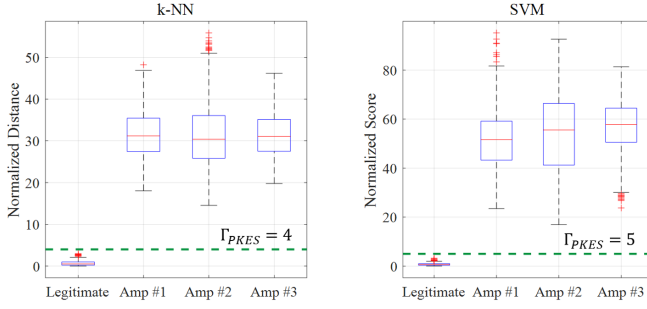 k-NN
Normalized Distance
50
40
30
20
10
0
Γ_PKES = 4
Legitimate Amp #1 Amp #2 Amp #3
SVM
Normalized Score
80
60
40
20
0
Γ_PKES = 5
Legitimate Amp #1 Amp #2 Amp #3